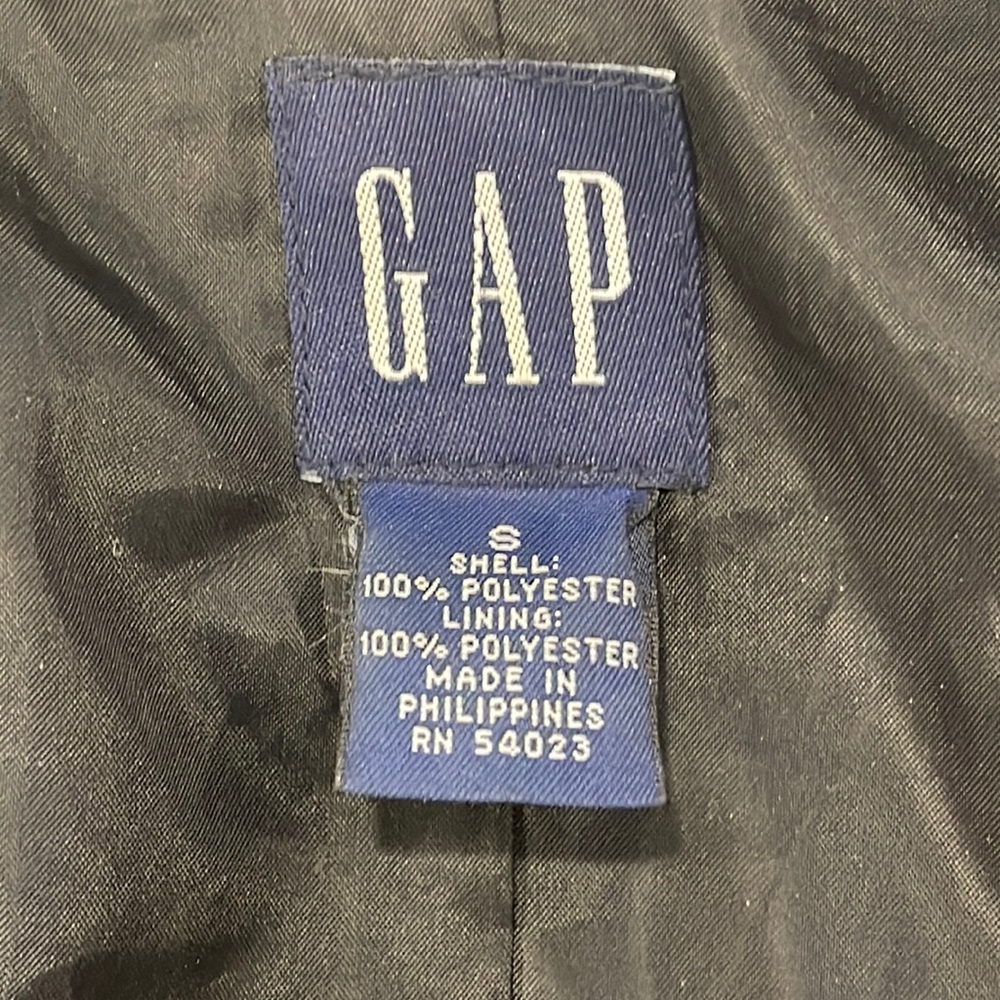 GAP
S
SHELL:
100% POLYESTER
LINING:
100% POLYESTER
MADE IN
PHILIPPINES
RN 54023